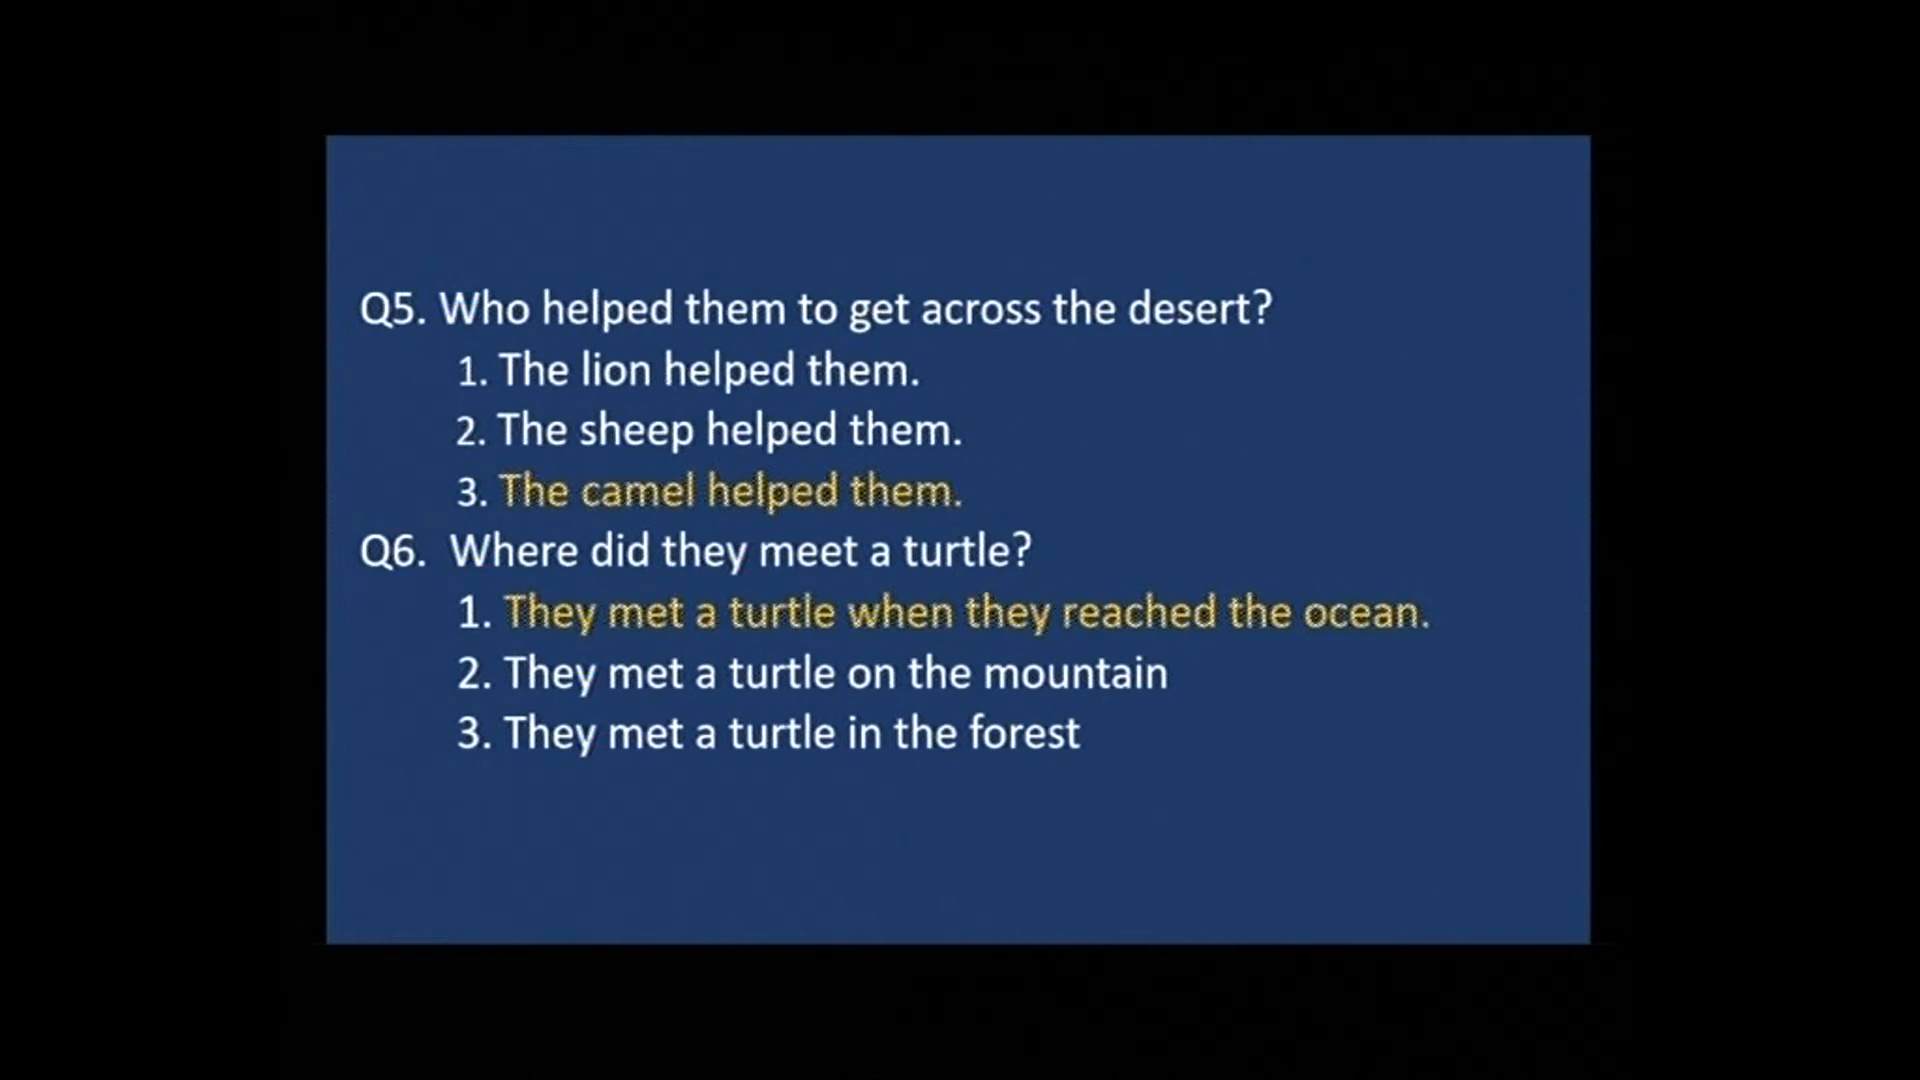 Q5. Who helped them to get across the desert?
1. The lion helped them.
2. The sheep helped them.
3. The camel helped them.
Q6. Where did they meet a turtle?
1. They met a turtle when they reached the ocean.
2. They met a turtle on the mountain
3. They met a turtle in the forest